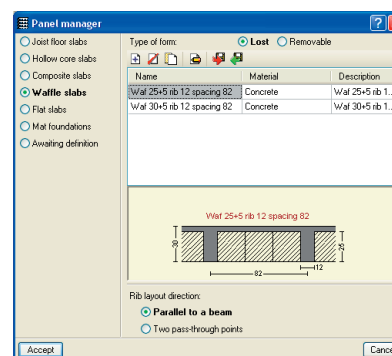 Panel manager
Joist floor slabs
Hollow core slabs
Composite slabs
Waffle slabs
Flat slabs
Mat foundations
Awaiting definition
Type of form: Lost Removable
Name Material Description
Waf 25+5 rib 12 spacing 82 Concrete Waf 25+5 rib 1...
Waf 30+5 rib 12 spacing 82 Concrete Waf 30+5 rib 1...
Waf 25+5 rib 12 spacing 82
30
25
12
82
Rib layout direction:
Parallel to a beam
Two pass-through points
Accept
Cance